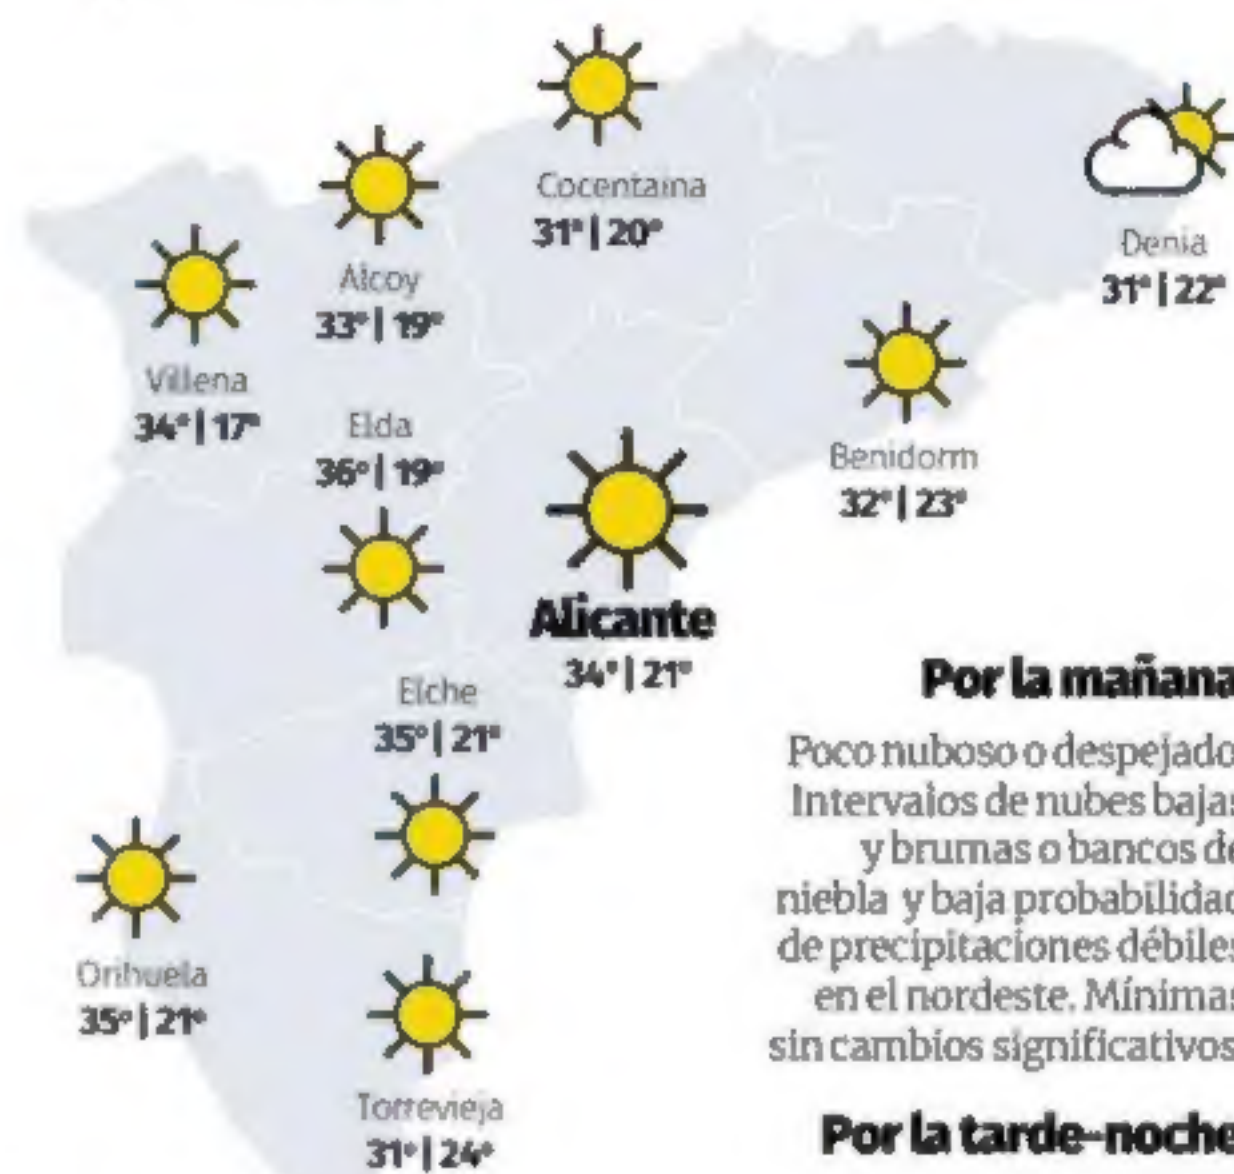 Cocentaina
31° | 20°
Denia
31° | 22°
Alcoy
33° | 19°
Villena
34° | 17°
Elda
36° | 19°
Benidorm
32° | 23°
Alicante
34° | 21°
Elche
35° | 21°
Orihuela
35° | 21°
Torrevieja
31° | 24°
Por la mañana
Poco nuboso o despejado
Intervalos de nubes bajas
y brumas o bancos de
niebla y baja probabilidad
de precipitaciones débiles
en el nordeste. Mínimas
sin cambios significativos
Por la tarde-noche